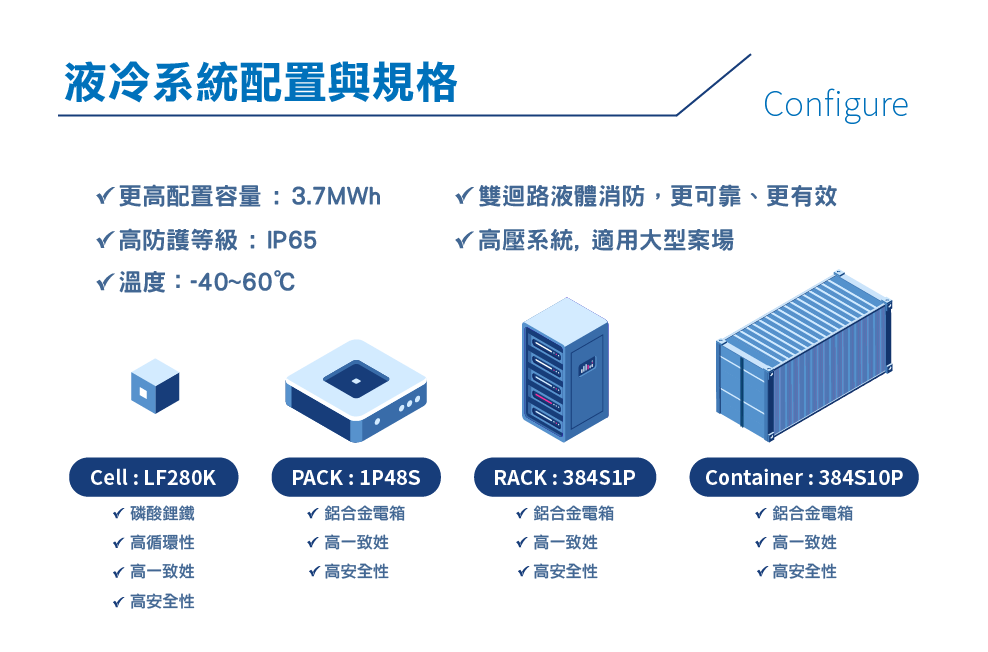 液冷系統配置與規格
Configure
更高配置容量：3.7MWh
高防護等級：IP65
溫度：-40~60℃
雙迴路液體消防，更可靠、更有效
高壓系統, 適用大型案場
Cell : LF280K
磷酸鋰鐵
高循環性
高一致姓
高安全性
PACK : 1P48S
鋁合金電箱
高一致姓
高安全性
RACK : 384S1P
鋁合金電箱
高一致姓
高安全性
Container : 384S10P
鋁合金電箱
高一致姓
高安全性